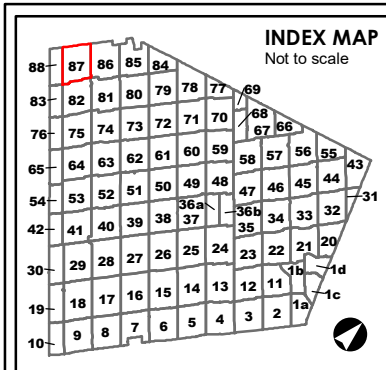 INDEX MAP
Not to scale
88 87 86 85 84
83 82 81 80 79 78 77 69
76 75 74 73 72 71 70 68 67 66
65 64 63 62 61 60 59 58 57 56 55 43
54 53 52 51 50 49 48 47 46 45 44 31
42 41 40 39 38 37 36a 36b 35 34 33 32
30 29 28 27 26 25 24 23 22 21 20
19 18 17 16 15 14 13 12 11 1b 1d
10 9 8 7 6 5 4 3 2 1a 1c